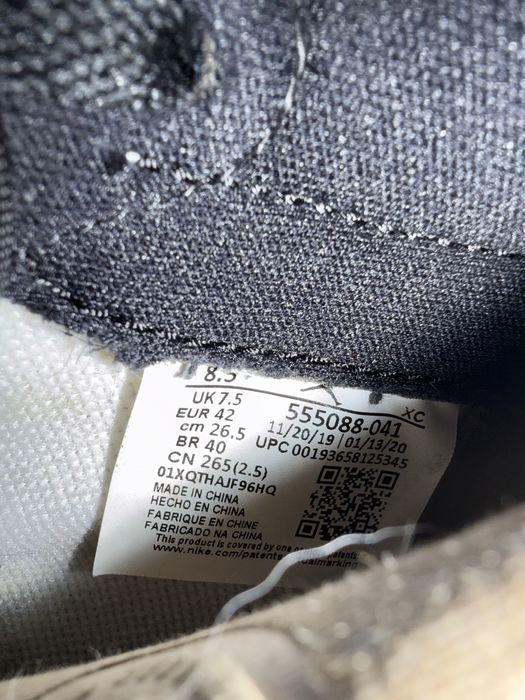 8.5
UK 7.5
EUR 42
cm 26.5
BR 40
CN 265(2.5)
XC
555088-041
11/20/19 | 01/13/20
UPC 00193658125345
01XQTHAJF96HQ
MADE IN CHINA
HECHO EN CHINA
FABRIQUE EN CHINE
FABRICADO NA CHINA
This product is covered by one or patents:
www.nike.com/patents